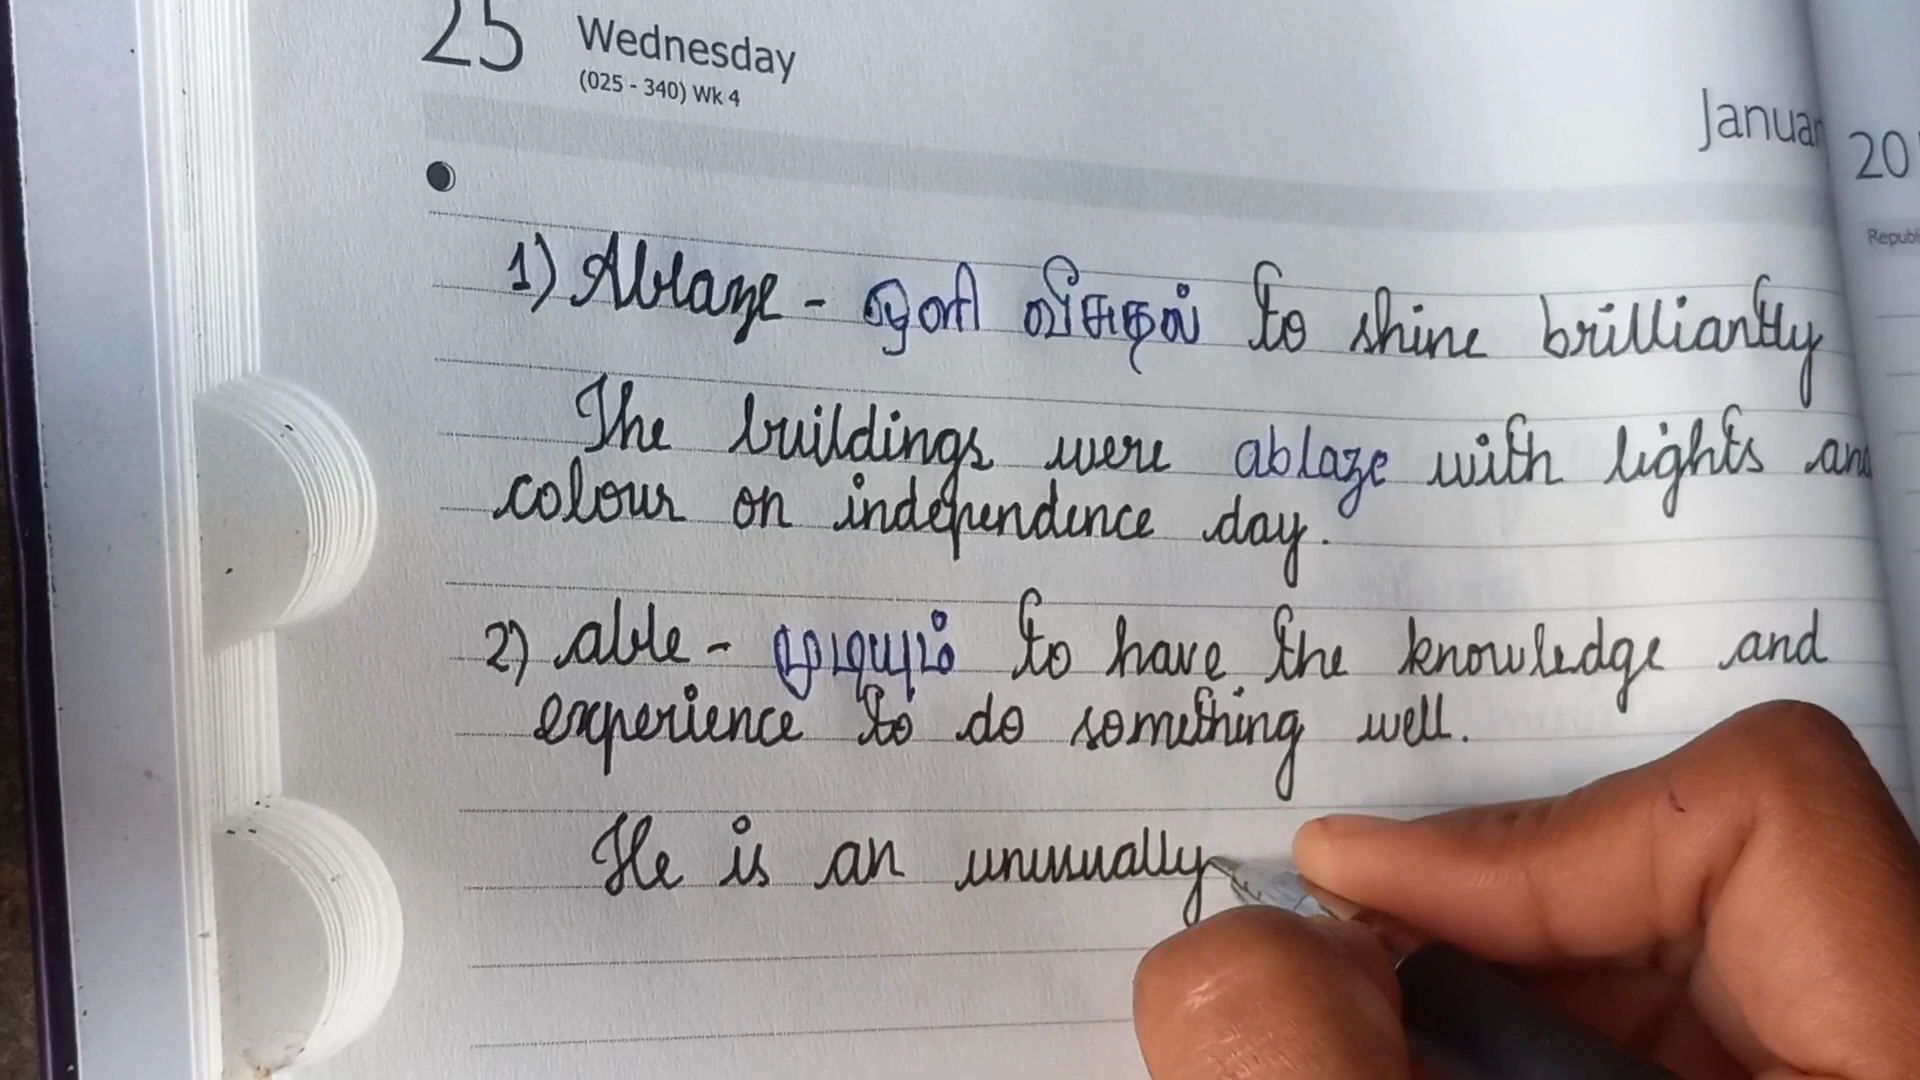 25 Wednesday
(025 - 340) Wk 4
Januar
20
Republi
1) Ablaze - ஒளி வீசுதல் to shine brilliantly
The buildings were ablaze with lights and
colour on independence day.
2) able - முடியும் to have the knowledge and
experience to do something well.
He is an unusually